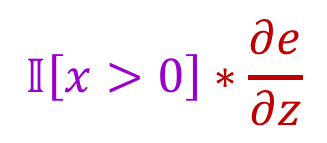 𝕀[x > 0] * ∂e/∂z